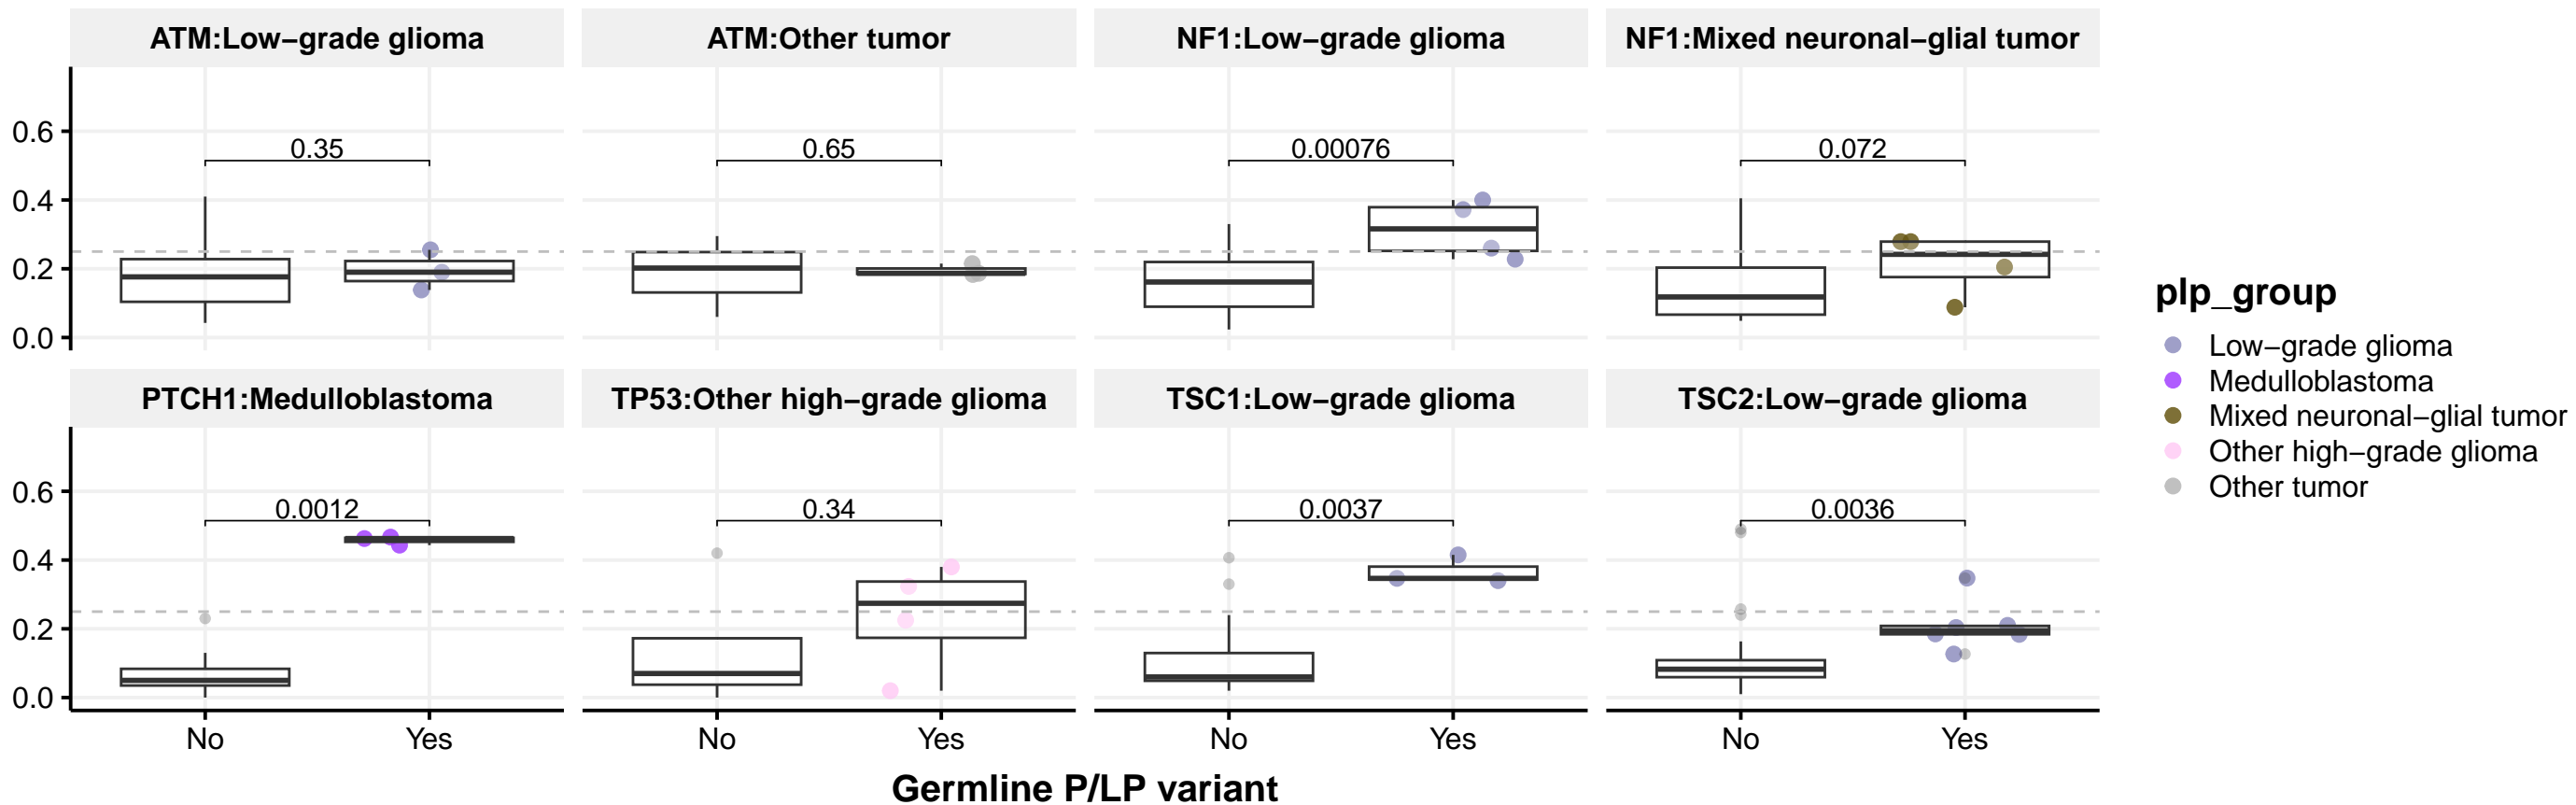 ATM:Low−grade glioma
ATM:Other tumor
NF1:Low−grade glioma
NF1:Mixed neuronal−glial tumor
0.6
0.4
0.2
0.0
0.35
0.65
0.00076
0.072
PTCH1:Medulloblastoma
TP53:Other high−grade glioma
TSC1:Low−grade glioma
TSC2:Low−grade glioma
0.6
0.4
0.2
0.0
0.0012
0.34
0.0037
0.0036
No
Yes
No
Yes
No
Yes
No
Yes
Germline P/LP variant
plp_group
Low−grade glioma
Medulloblastoma
Mixed neuronal−glial tumor
Other high−grade glioma
Other tumor